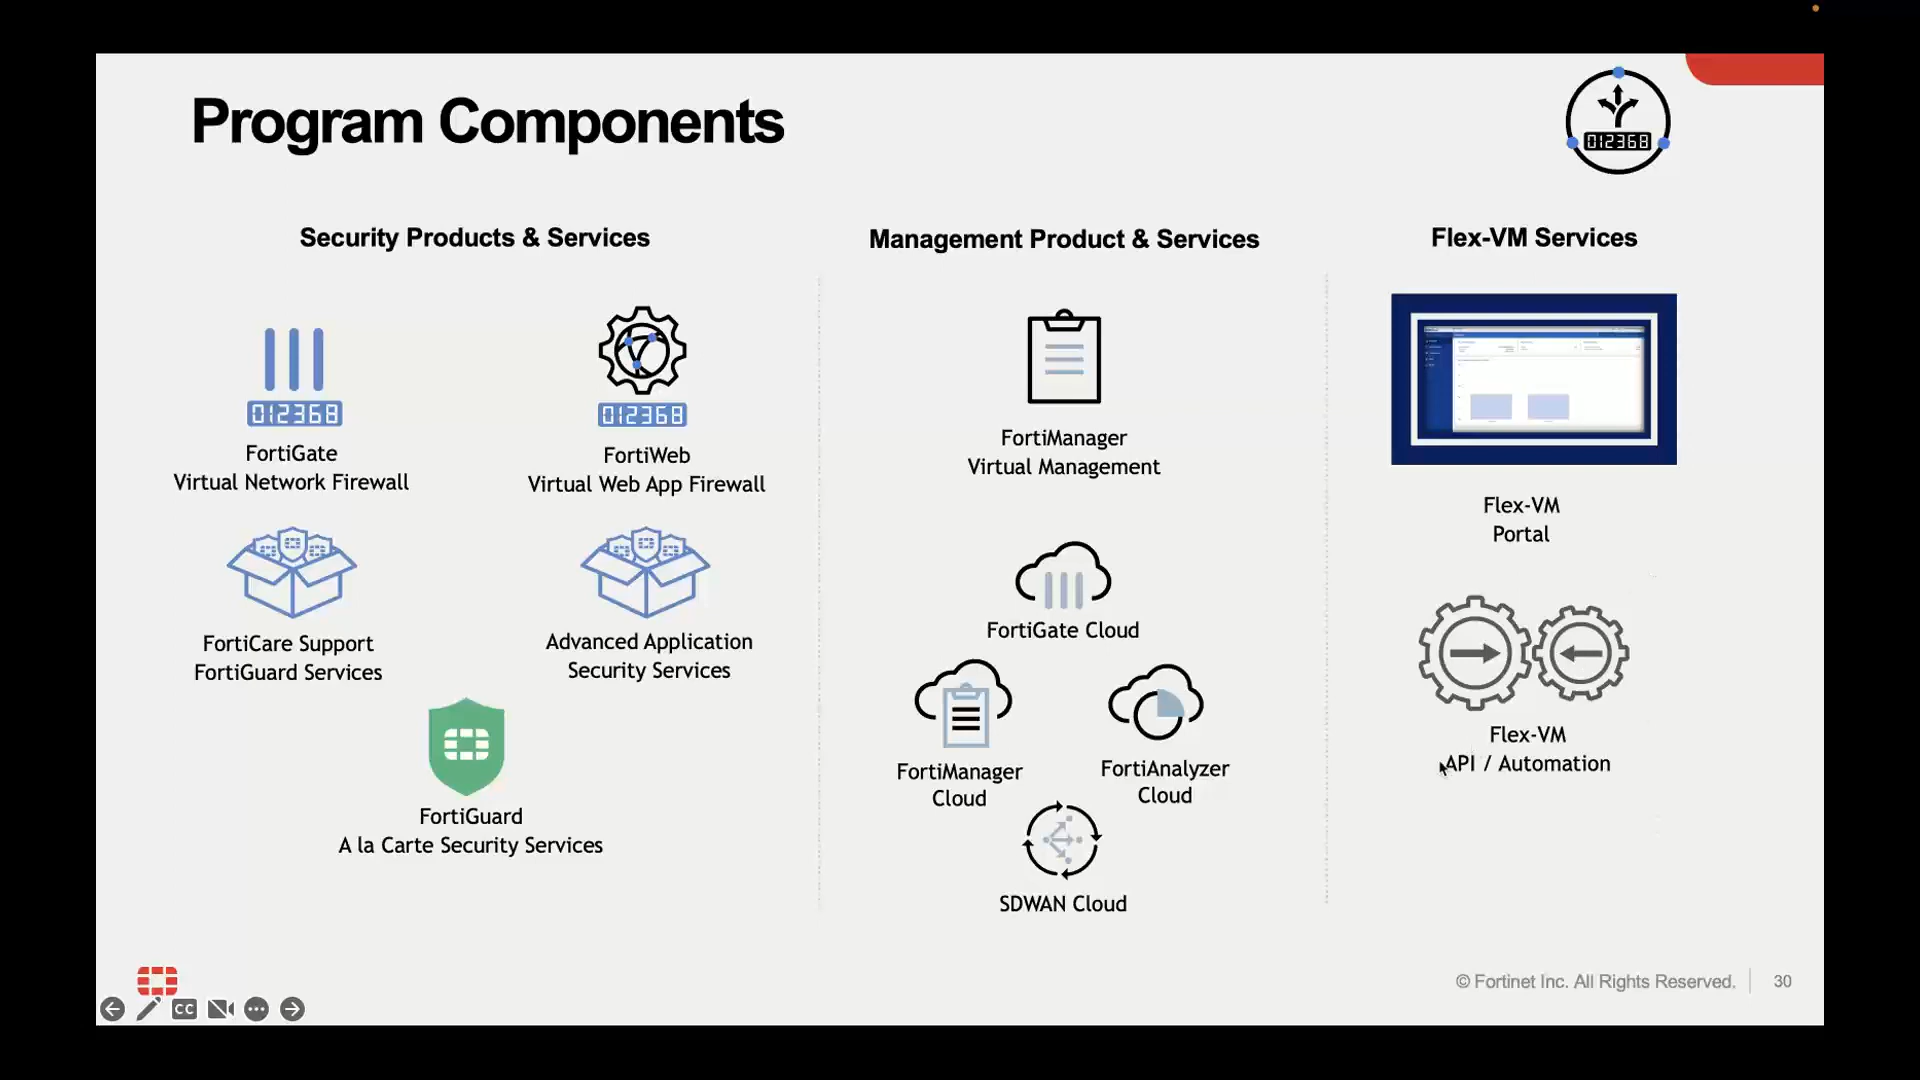 Program Components
012368
Security Products & Services
Management Product & Services
Flex-VM Services
012368
FortiGate
Virtual Network Firewall
012368
FortiWeb
Virtual Web App Firewall
FortiCare Support
FortiGuard Services
Advanced Application
Security Services
FortiGuard
A la Carte Security Services
FortiManager
Virtual Management
FortiGate Cloud
FortiManager
Cloud
FortiAnalyzer
Cloud
SDWAN Cloud
Flex-VM
Portal
Flex-VM
API / Automation
CC
© Fortinet Inc. All Rights Reserved.
30